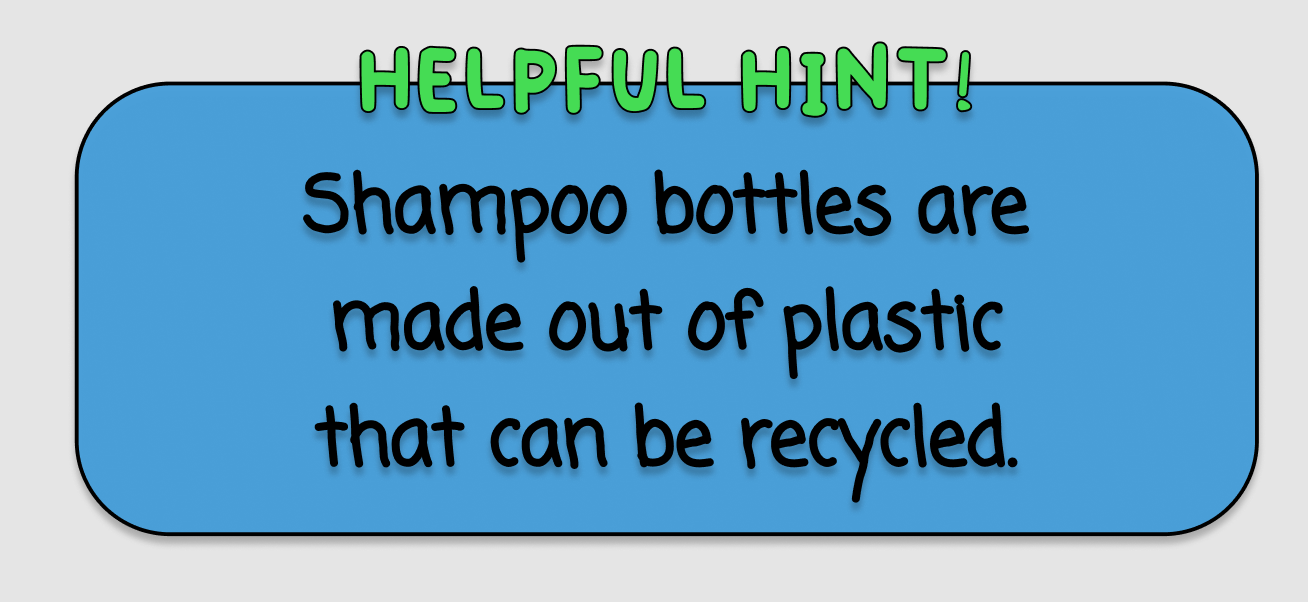 HELPFUL HINT!
Shampoo bottles are
made out of plastic
that can be recycled.